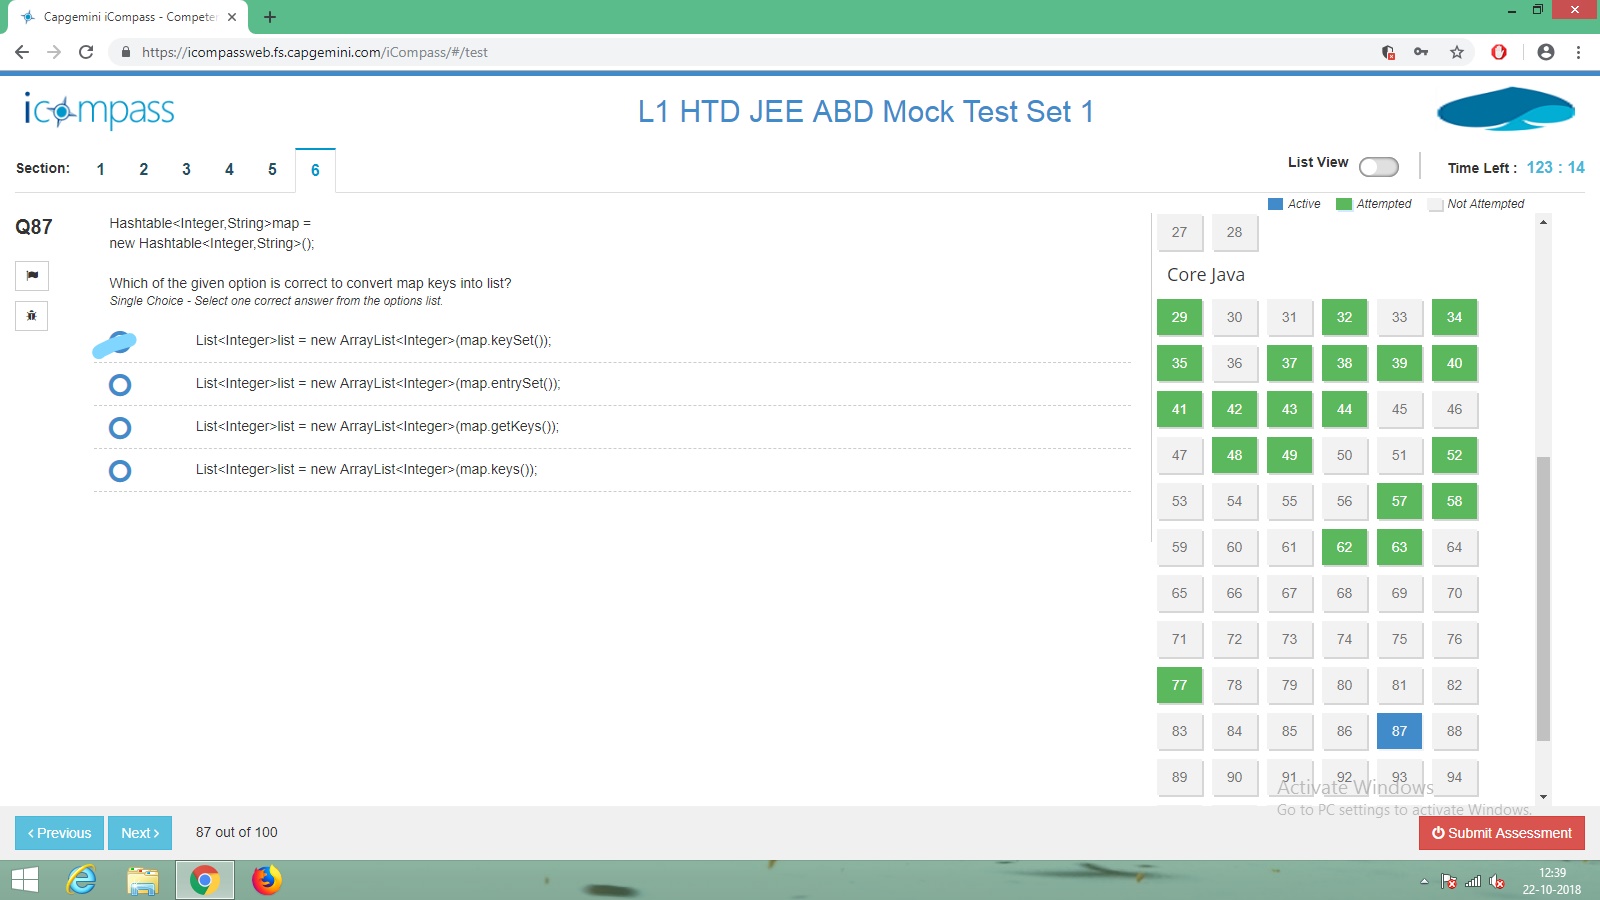 Capgemini iCompass - Competen
https://icompassweb.fs.capgemini.com/iCompass/#/test
icompass
L1 HTD JEE ABD Mock Test Set 1
Section: 1 2 3 4 5 6
List View
Time Left : 123 : 14
Active Attempted Not Attempted
Q87
Hashtable<Integer,String>map =
new Hashtable<Integer,String>();
Which of the given option is correct to convert map keys into list?
Single Choice - Select one correct answer from the options list.
List<Integer>list = new ArrayList<Integer>(map.keySet());
List<Integer>list = new ArrayList<Integer>(map.entrySet());
List<Integer>list = new ArrayList<Integer>(map.getKeys());
List<Integer>list = new ArrayList<Integer>(map.keys());
27 28
Core Java
29 30 31 32 33 34
35 36 37 38 39 40
41 42 43 44 45 46
47 48 49 50 51 52
53 54 55 56 57 58
59 60 61 62 63 64
65 66 67 68 69 70
71 72 73 74 75 76
77 78 79 80 81 82
83 84 85 86 87 88
89 90 91 92 93 94
Activate Windows
Go to PC settings to activate Windows.
‹ Previous
Next ›
87 out of 100
Submit Assessment
12:39
22-10-2018